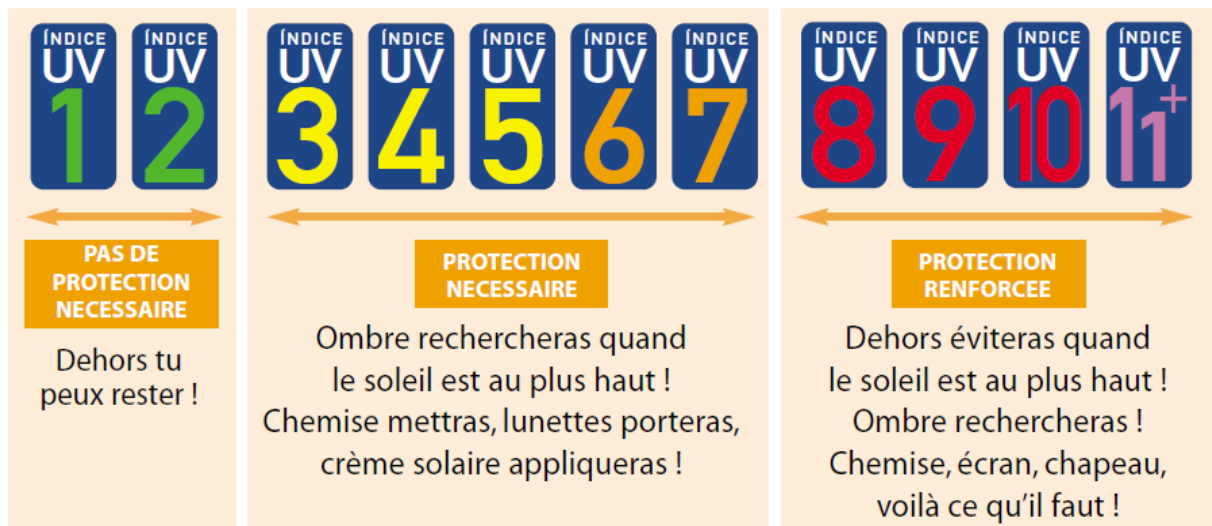 ÍNDICE
UV
1
ÍNDICE
UV
2
PAS DE
PROTECTION
NECESSAIRE
Dehors tu
peux rester !
ÍNDICE
UV
3
ÍNDICE
UV
4
ÍNDICE
UV
5
ÍNDICE
UV
6
ÍNDICE
UV
7
PROTECTION
NECESSAIRE
Ombre rechercheras quand
le soleil est au plus haut !
Chemise mettras, lunettes porteras,
crème solaire appliqueras !
ÍNDICE
UV
8
ÍNDICE
UV
9
ÍNDICE
UV
10
ÍNDICE
UV
11+
PROTECTION
RENFORCEE
Dehors éviteras quand
le soleil est au plus haut !
Ombre rechercheras !
Chemise, écran, chapeau,
voilà ce qu'il faut !